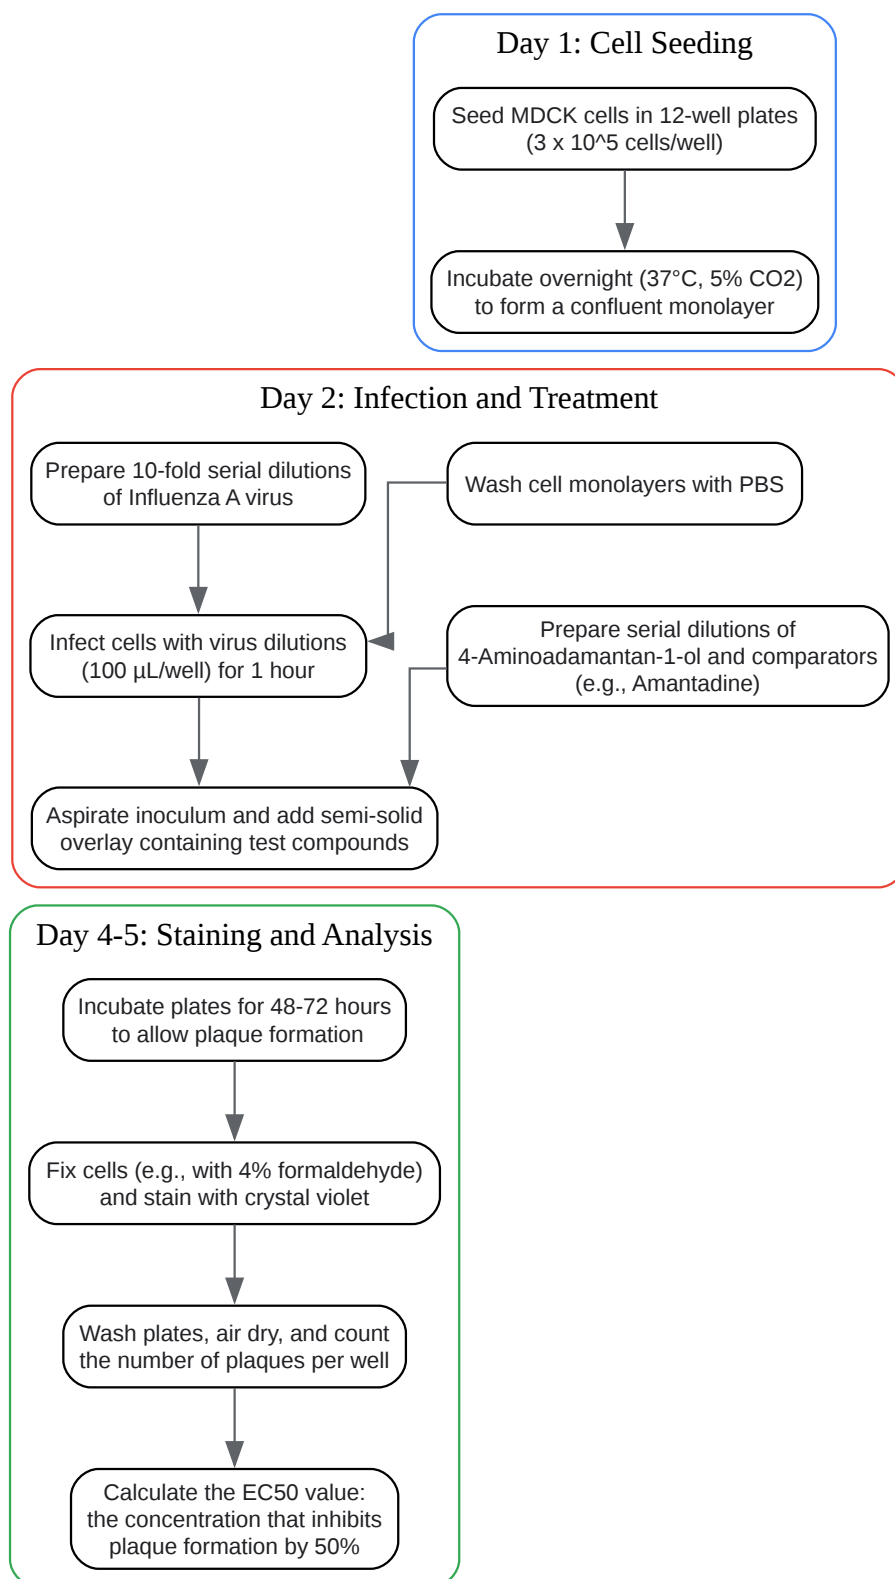 Day 1: Cell Seeding
Seed MDCK cells in 12-well plates
(3 x 10^5 cells/well)
Incubate overnight (37°C, 5% CO2)
to form a confluent monolayer
Day 2: Infection and Treatment
Prepare 10-fold serial dilutions
of Influenza A virus
Wash cell monolayers with PBS
Infect cells with virus dilutions
(100 µL/well) for 1 hour
Prepare serial dilutions of
4-Aminoadamantan-1-ol and comparators
(e.g., Amantadine)
Aspirate inoculum and add semi-solid
overlay containing test compounds
Day 4-5: Staining and Analysis
Incubate plates for 48-72 hours
to allow plaque formation
Fix cells (e.g., with 4% formaldehyde)
and stain with crystal violet
Wash plates, air dry, and count
the number of plaques per well
Calculate the EC50 value:
the concentration that inhibits
plaque formation by 50%